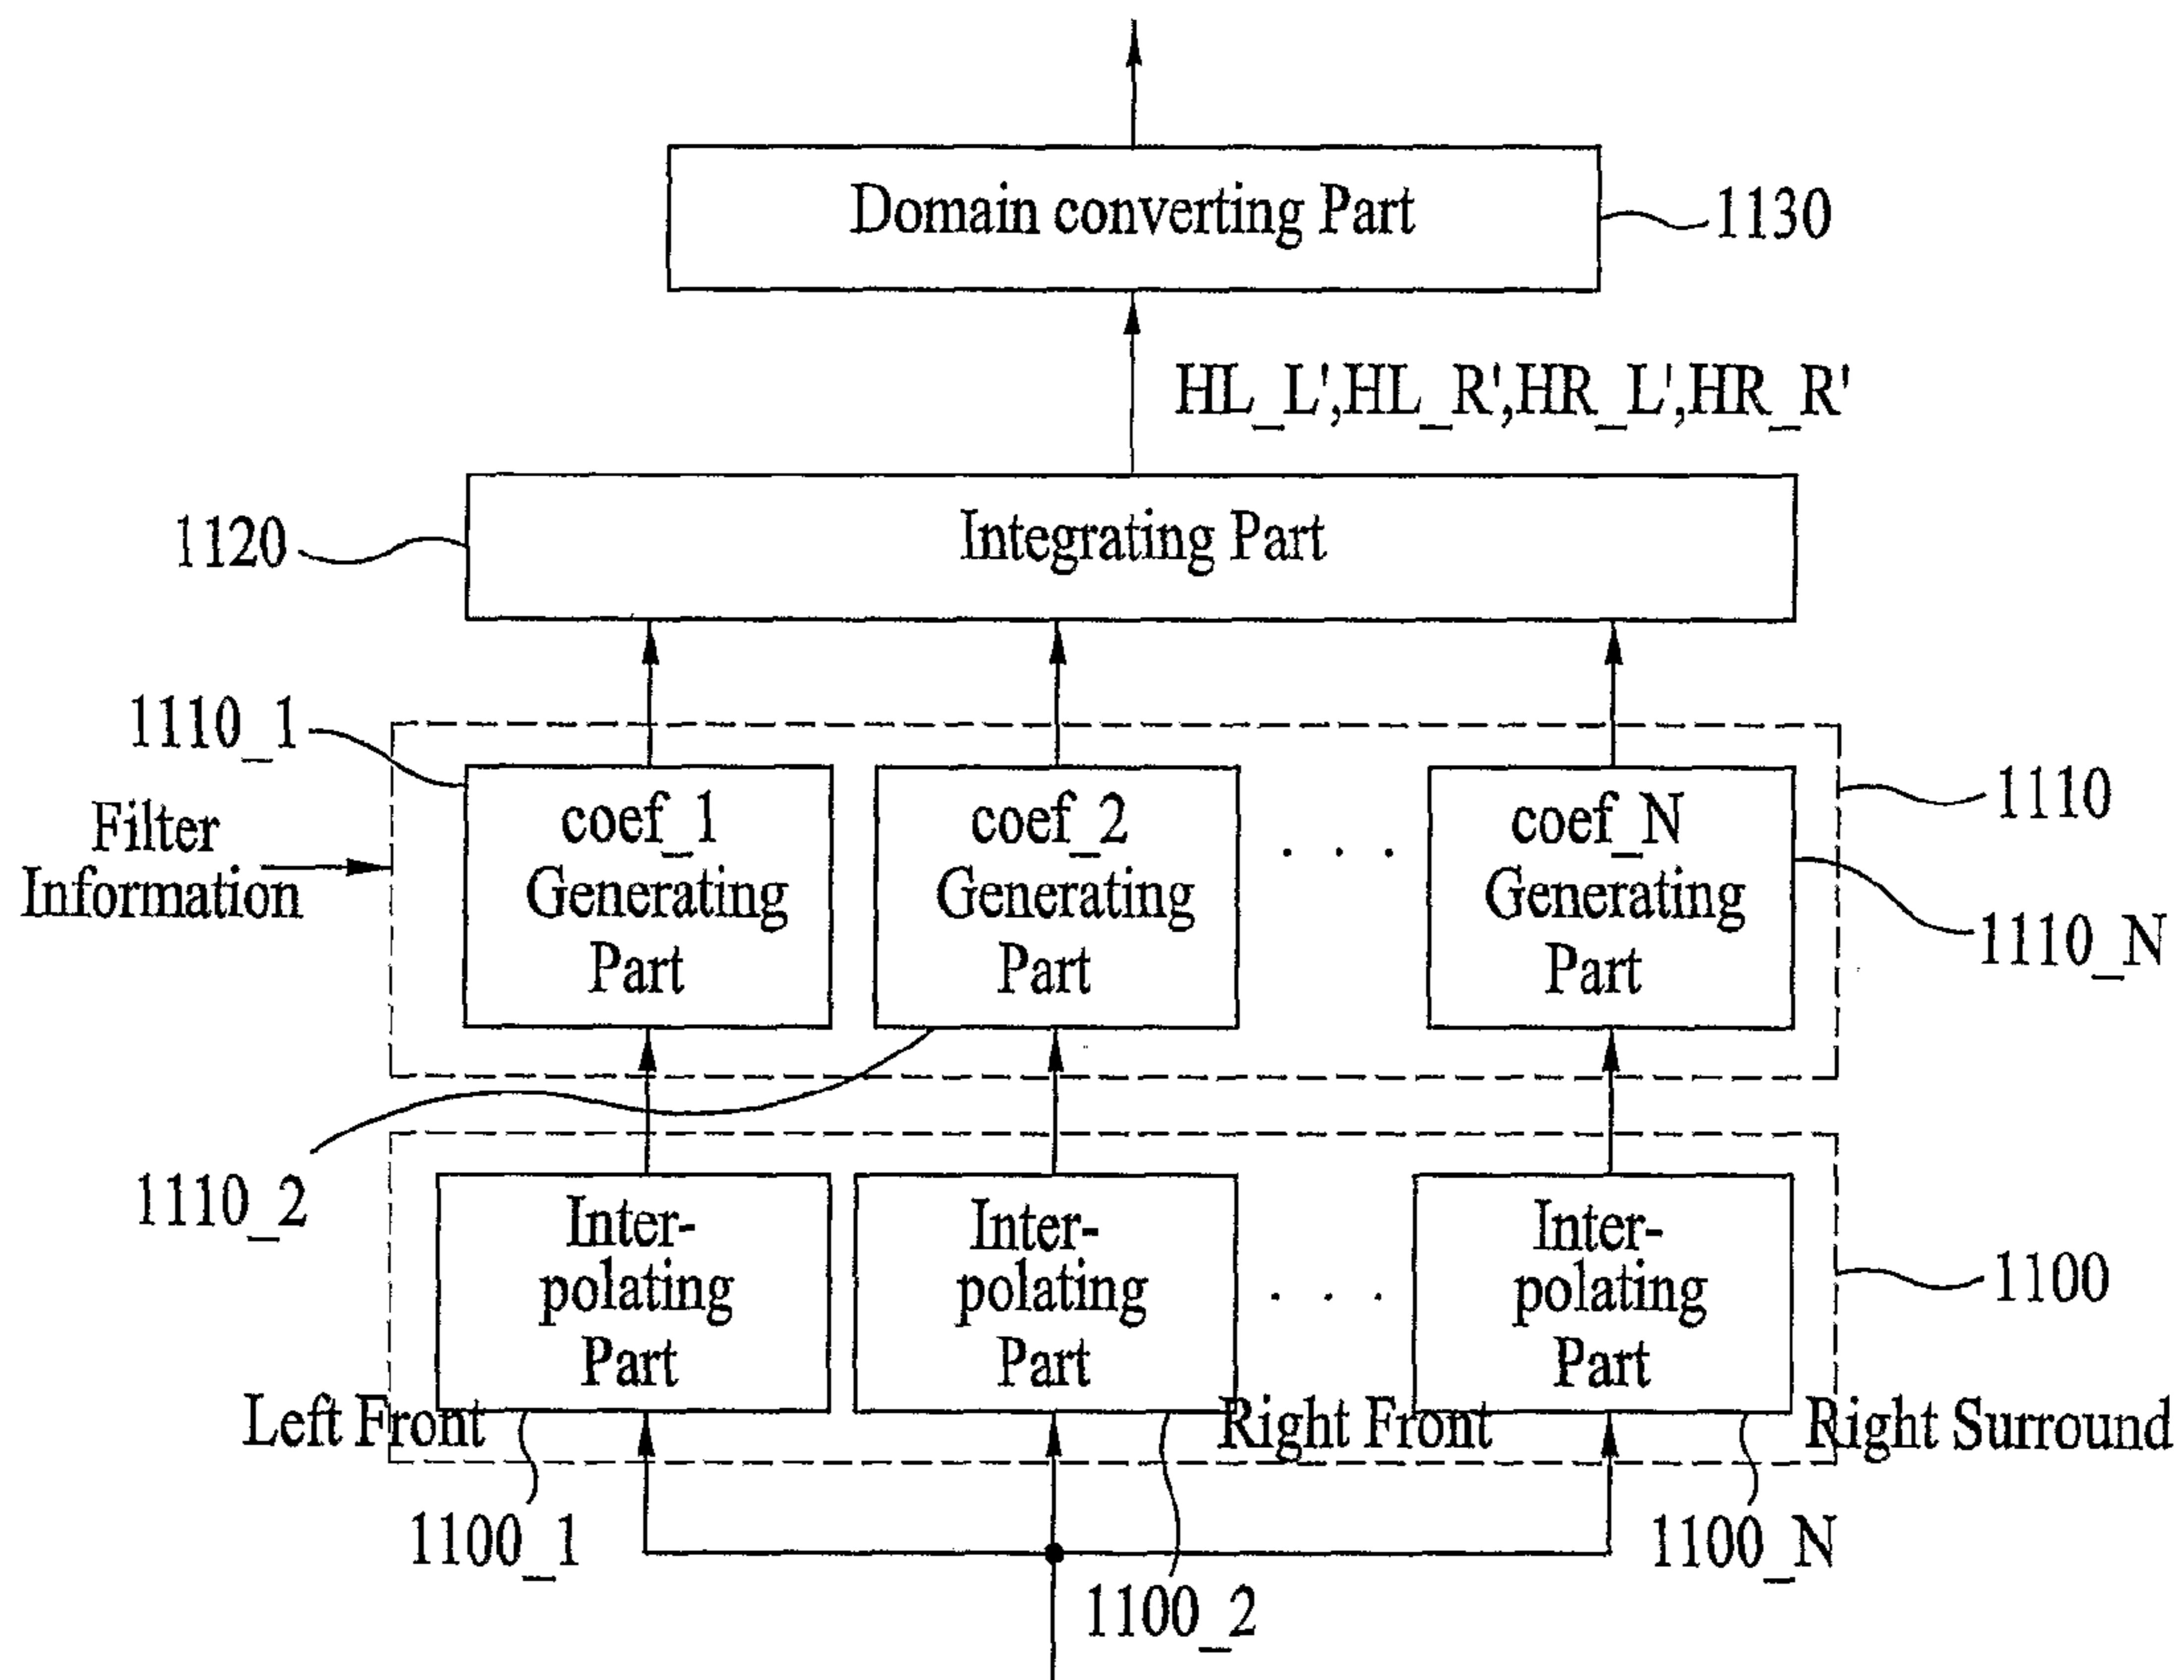 Domain converting Part
1130
HL_L',HL_R',HR_L',HR_R'
1120
Integrating Part
1110_1
Filter
Information
coef_1
Generating
Part
coef_2
Generating
Part
. . .
coef_N
Generating
Part
1110
1110_N
1110_2
Inter-
polating
Part
Inter-
polating
Part
. . .
Inter-
polating
Part
1100
Left Front
Right Front
Right Surround
1100_1
1100_2
1100_N